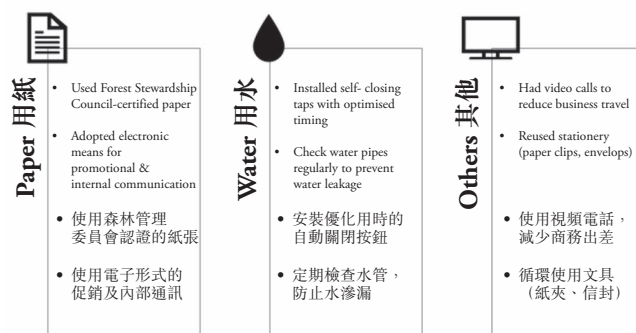 Paper 用紙
• Used Forest Stewardship
Council-certified paper
• Adopted electronic
means for
promotional &
internal communication
• 使用森林管理
委員會認證的紙張
• 使用電子形式的
促銷及內部通訊
Water 用水
• Installed self- closing
taps with optimised
timing
• Check water pipes
regularly to prevent
water leakage
• 安裝優化用時的
自動關閉按鈕
• 定期檢查水管，
防止水滲漏
Others 其他
• Had video calls to
reduce business travel
• Reused stationery
(paper clips, envelops)
• 使用視頻電話，
減少商務出差
• 循環使用文具
（紙夾、信封）